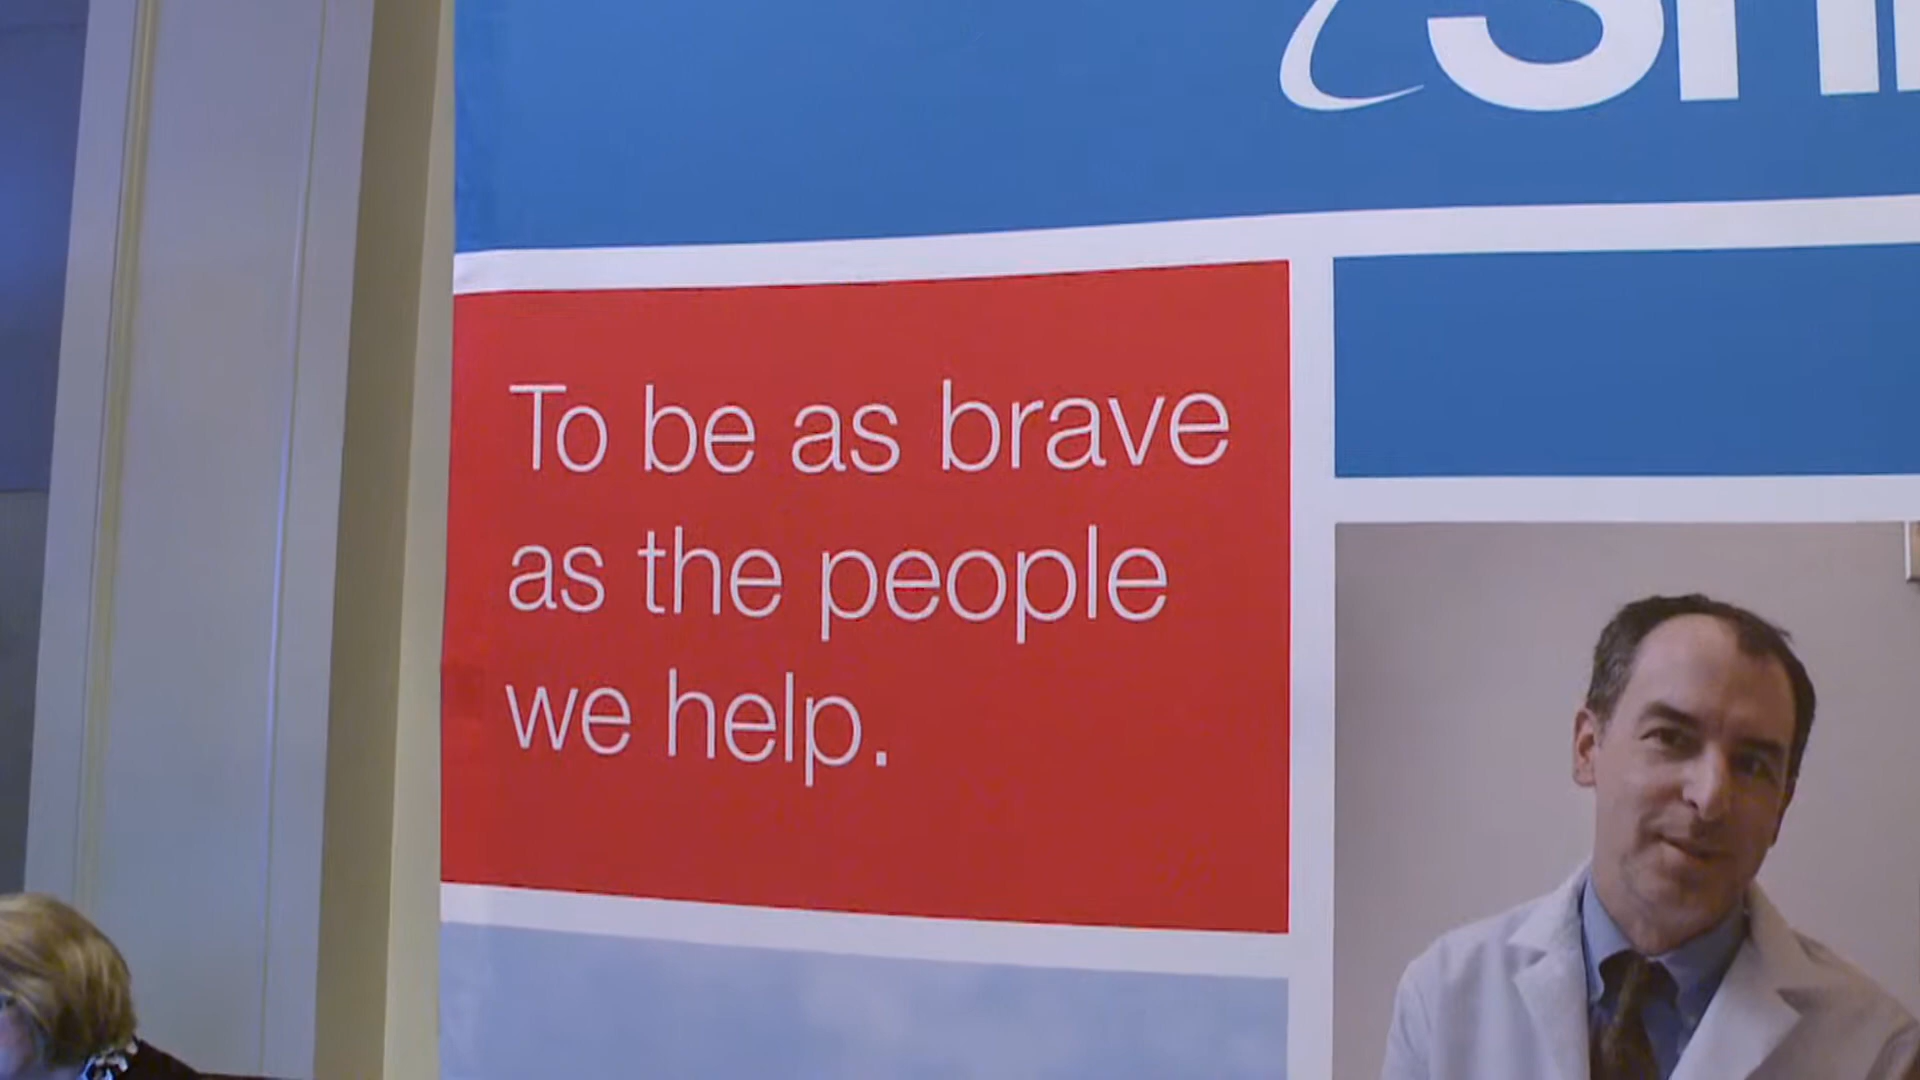 To be as brave
as the people
we help.